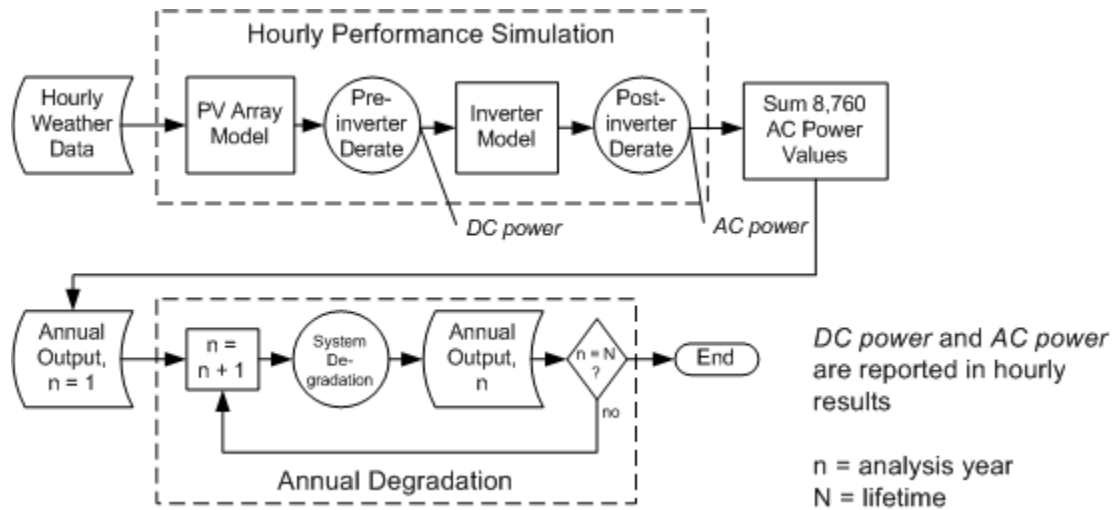 Hourly Performance Simulation
Hourly
Weather
Data
PV Array
Model
Pre-
inverter
Derate
Inverter
Model
Post-
inverter
Derate
Sum 8,760
AC Power
Values
DC power
AC power
Annual
Output,
n = 1
n =
n + 1
System
De-
gradation
Annual
Output,
n
n = N
?
no
End
Annual Degradation
DC power and AC power
are reported in hourly
results
n = analysis year
N = lifetime